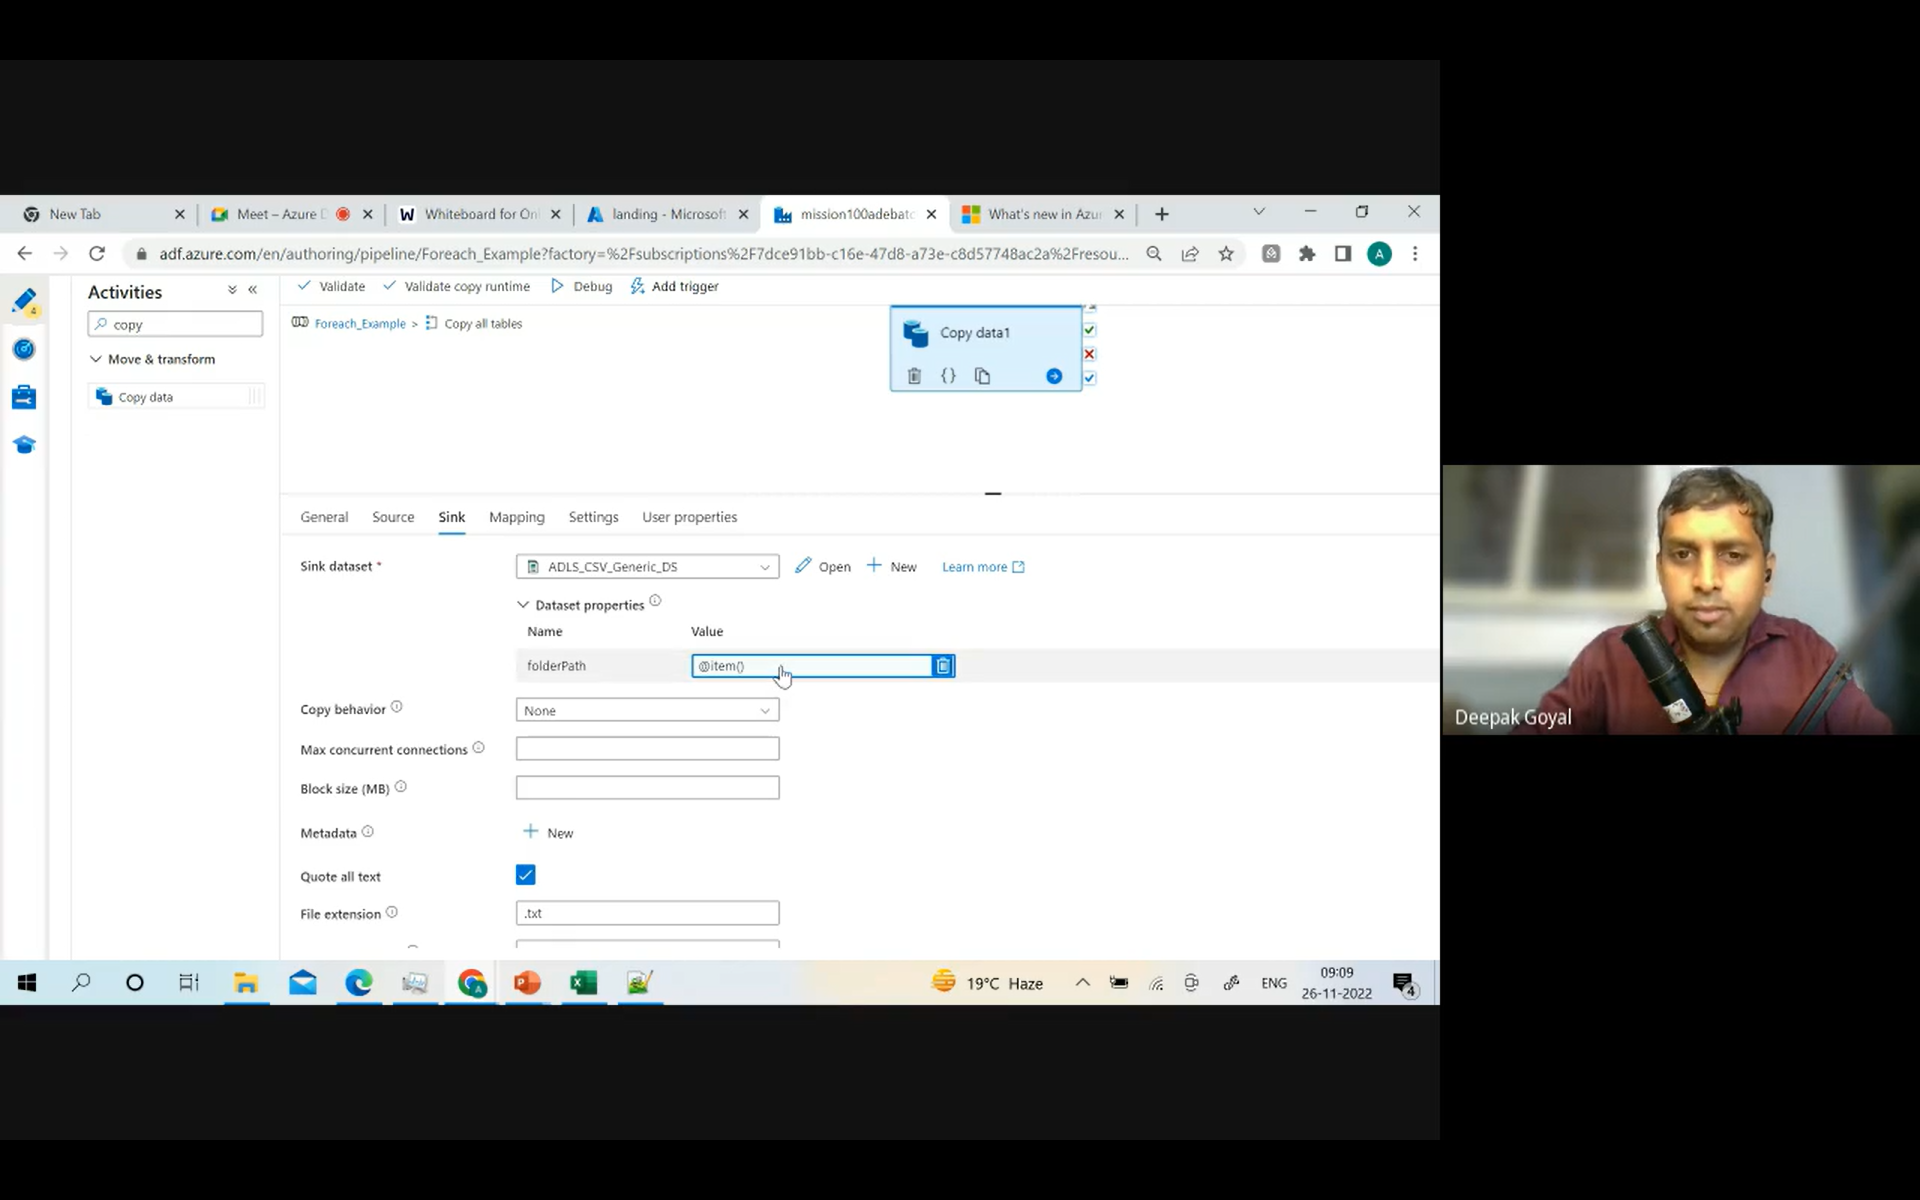 New Tab
Meet – Azure D
Whiteboard for Onl
landing - Microsoft
mission100adebatc
What's new in Azur
adf.azure.com/en/authoring/pipeline/Foreach_Example?factory=%2Fsubscriptions%2F7dce91bb-c16e-47d8-a73e-c8d57748ac2a%2Fresou...
A
4
Activities
Validate
Validate copy runtime
Debug
Add trigger
copy
Foreach_Example > Copy all tables
Copy data1
Move & transform
Copy data
General
Source
Sink
Mapping
Settings
User properties
Sink dataset *
ADLS_CSV_Generic_DS
Open
New
Learn more
Dataset properties
Name
Value
folderPath
@item()
Copy behavior
None
Max concurrent connections
Block size (MB)
Metadata
New
Quote all text
File extension
.txt
Deepak Goyal
19°C Haze
ENG
09:09
26-11-2022
4